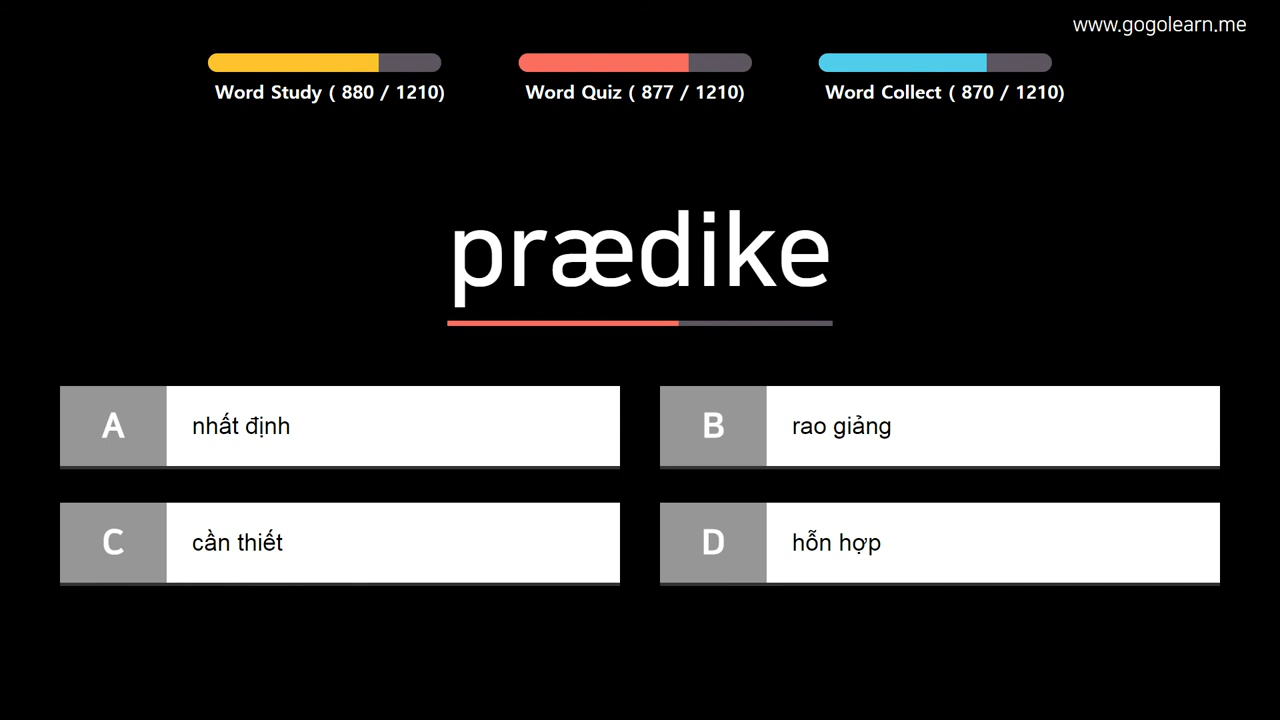 www.gogolearn.me
Word Study ( 880 / 1210)
Word Quiz ( 877 / 1210)
Word Collect ( 870 / 1210)
prædike
A
nhất định
B
rao giảng
C
cần thiết
D
hỗn hợp